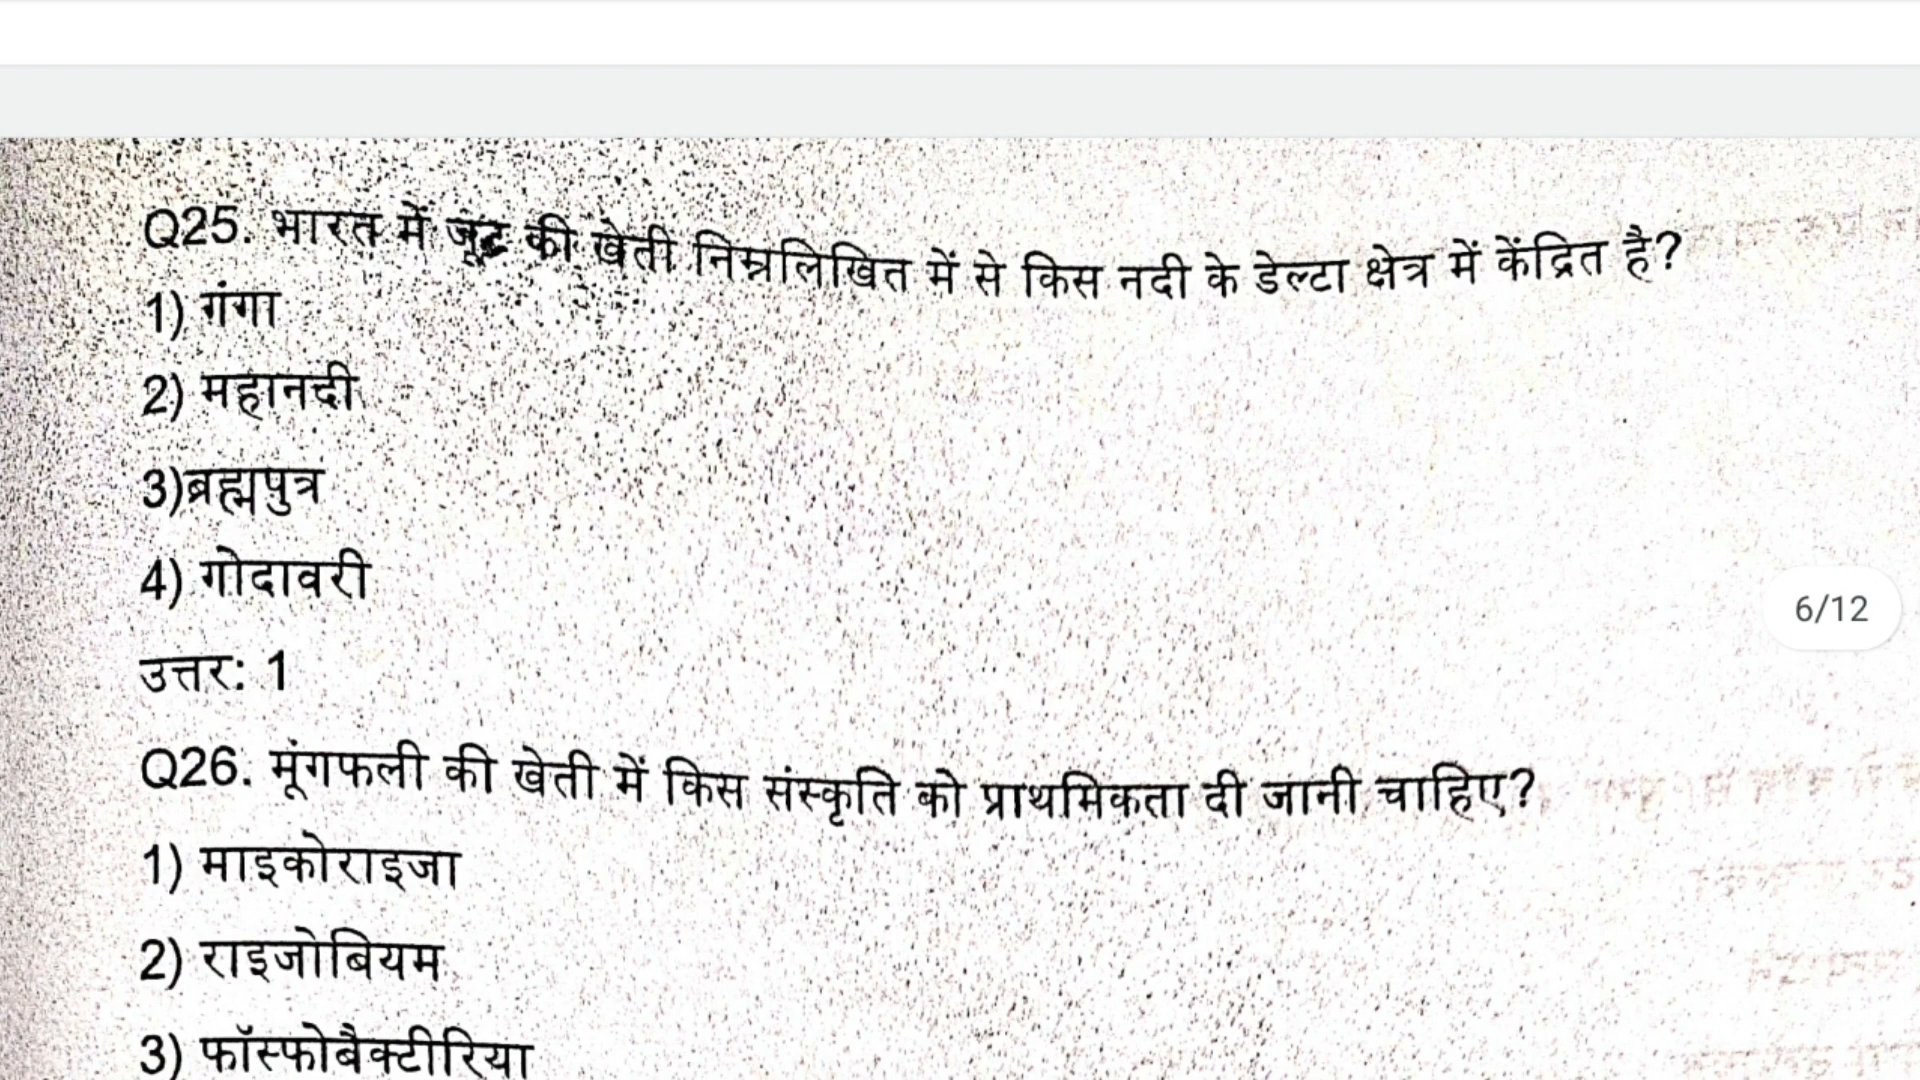 Q25. भारत में जूट की खेती निम्नलिखित में से किस नदी के डेल्टा क्षेत्र में केंद्रित है?
1) गंगा
2) महानदी
3)ब्रह्मपुत्र
4) गोदावरी
6/12
उत्तर: 1
Q26. मूंगफली की खेती में किस संस्कृति को प्राथमिकता दी जानी चाहिए?
1) माइकोराइजा
2) राइजोबियम
3) फॉस्फोबैक्टीरिया